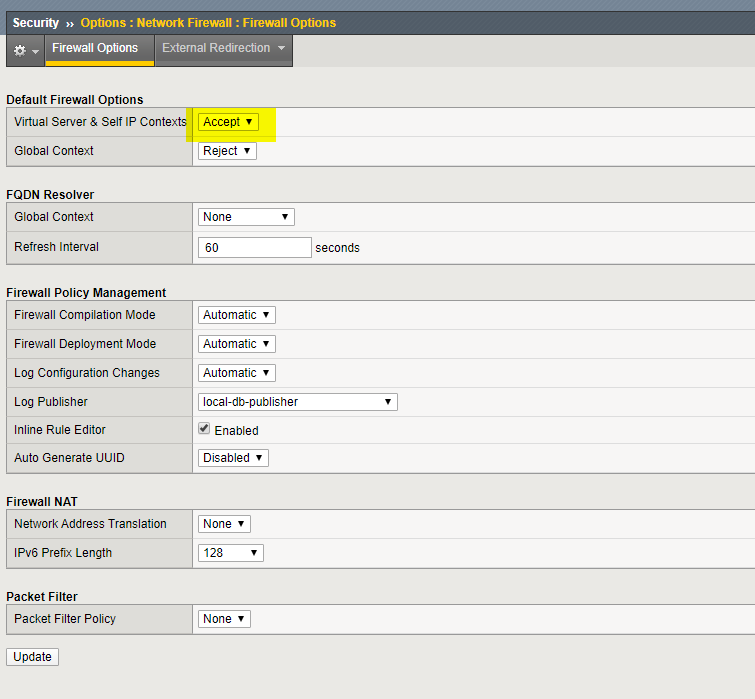 Security ›› Options : Network Firewall : Firewall Options
Firewall Options External Redirection
Default Firewall Options
Virtual Server & Self IP Contexts Accept
Global Context Reject
FQDN Resolver
Global Context None
Refresh Interval 60 seconds
Firewall Policy Management
Firewall Compilation Mode Automatic
Firewall Deployment Mode Automatic
Log Configuration Changes Automatic
Log Publisher local-db-publisher
Inline Rule Editor Enabled
Auto Generate UUID Disabled
Firewall NAT
Network Address Translation None
IPv6 Prefix Length 128
Packet Filter
Packet Filter Policy None
Update